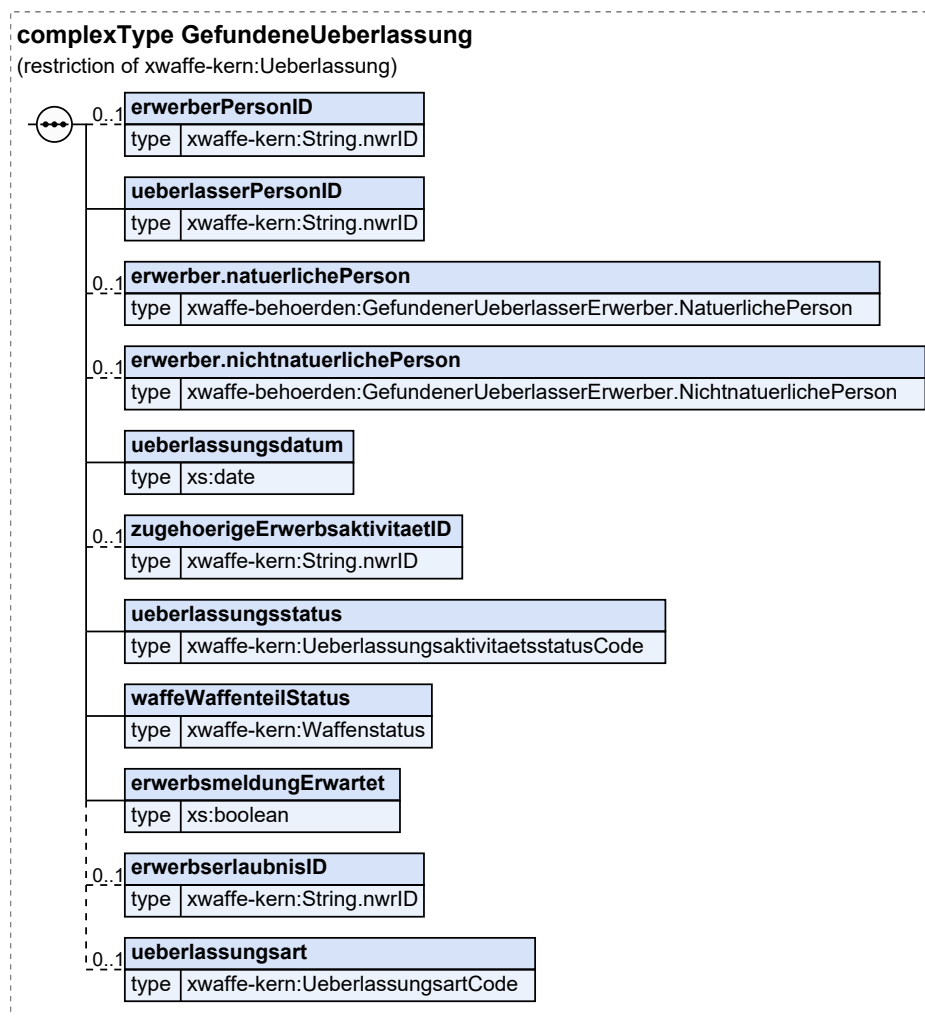 complexType GefundeneUeberlassung
(restriction of xwaffe-kern:Ueberlassung)
0..1 erwerberPersonID
type xwaffe-kern:String.nwrID
ueberlasserPersonID
type xwaffe-kern:String.nwrID
0..1 erwerber.natuerlichePerson
type xwaffe-behoerden:GefundenerUeberlasserErwerber.NatuerlichePerson
0..1 erwerber.nichtnatuerlichePerson
type xwaffe-behoerden:GefundenerUeberlasserErwerber.NichtnatuerlichePerson
ueberlassungsdatum
type xs:date
0..1 zugehoerigeErwerbsaktivitaetID
type xwaffe-kern:String.nwrID
ueberlassungsstatus
type xwaffe-kern:UeberlassungsaktivitaetsstatusCode
waffeWaffenteilStatus
type xwaffe-kern:Waffenstatus
erwerbsmeldungErwartet
type xs:boolean
0..1 erwerbserlaubnisID
type xwaffe-kern:String.nwrID
0..1 ueberlassungsart
type xwaffe-kern:UeberlassungsartCode